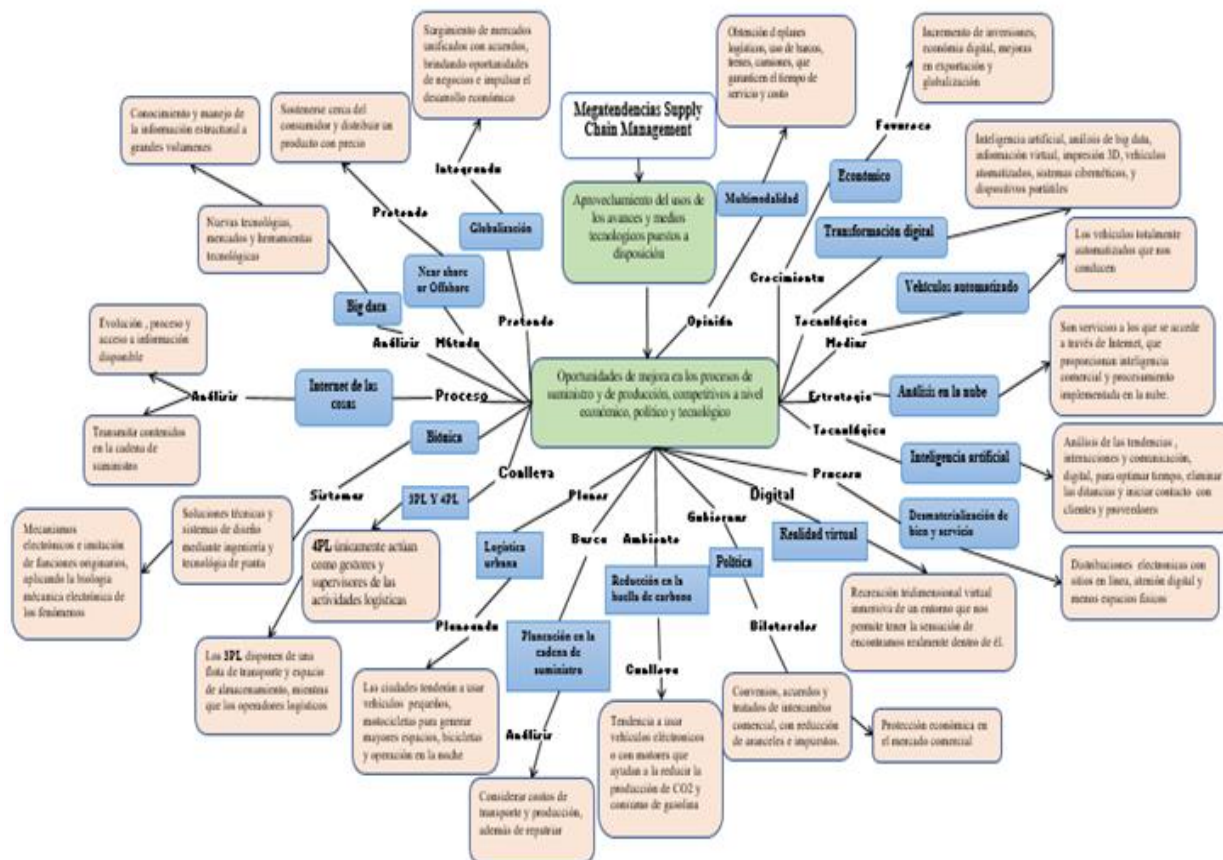 Megatendencias Supply
Chain Management
Aprovechamiento del usos de
los avances y medios
tecnologicos puestos a
disposición
Oportunidades de mejora en los procesos de
suministro y de producción, competitivos a nivel
económico, político y tecnológico
Surgimiento de mercados
unificados con acuerdos,
brindando oportunidades
de negocios e impulsar el
desarrollo económico
Integrando
Globalización
Pretende
Sostenerse cerca del
consumidor y distribuir un
producto con precio
Pretende
Near shore
or Offshore
Método
Conocimiento y manejo de
la información estructural a
grandes volumenes
Nuevas tecnológicas,
mercados y herramientas
tecnológicas
Big data
Análisis
Evolución , proceso y
acceso a información
disponible
Análisis
Internet de las
cosas
Proceso
Transmitir contenidos
en la cadena de
suministro
Biónica
Sistemas
Soluciones técnicas y
sistemas de diseño
mediante ingeniería y
tecnología de punta
Mecanismos
electrónicos e imitación
de funciones originarios,
aplicando la biología
mécanica electrónica de
los fenómenos
Conlleva
3PL Y 4PL
4PL únicamente actúan
como gestores y
supervisores de las
actividades logísticas
Los 3PL disponen de una
flota de transporte y espacio
de almacenamiento, mientras
que los operadores logísticos
Planes
Logística
urbana
Planeando
Las ciudades tenderán a usar
vehículos pequeños,
motocicletas para generar
mayores espacios, bicicletas
y operación en la noche
Busca
Planeación en la
cadena de
suministro
Análisis
Considerar costos de
transporte y producción,
además de repatriar
Ambiente
Reducción en la
huella de carbono
Conlleva
Tendencia a usar
vehículos eléctronicos
o con motores que
ayudan a la reducir la
producción de CO2 y
consumo de gasolina
Gobiernos
Política
Bilaterales
Convenios, acuerdos y
tratados de intercambio
comercial, con reducción
de aranceles e impuestos.
Protección económica en
el mercado comercial
Digital
Realidad virtual
Recreación tridimensional virtual
inmersiva de un entorno que nos
permite tener la sensación de
encontrarnos realmente dentro de él.
Proceso
Desmaterialización de
bien y servicio
Distribuciones electronicas con
sitios en línea, atención digital y
menos espacios físicos
Tecnológico
Inteligencia artificial
Análisis de las tendencias ,
interacciones y comunicación,
digital, para optimar tiempo, eliminar
las ditancias y iniciar contacto con
clientes y proveedores
Estrategia
Análisis en la nube
Son servicios a los que se accede
a través de Internet, que
proporcionan inteligencia
comercial y procesamiento
implementada en la nube.
Medios
Vehículos automatizado
Los vehículos totalmente
automatizados que nos
conducen
Tecnológico
Transformación digital
Inteligencia artificial, análisis de big data,
información virtual, impresión 3D, vehículos
atomatizados, sistemas cibernéticos, y
dispositivos portátiles
Crecimiento
Económico
Favorece
Incremento de inversiones,
economía digital, mejoras
en exportación y
globalización
Opinión
Multimodalidad
Obtención d eplanes
logístico, uso de barcos,
trenes, camiones, que
garanticen el tiempo de
servicio y costo